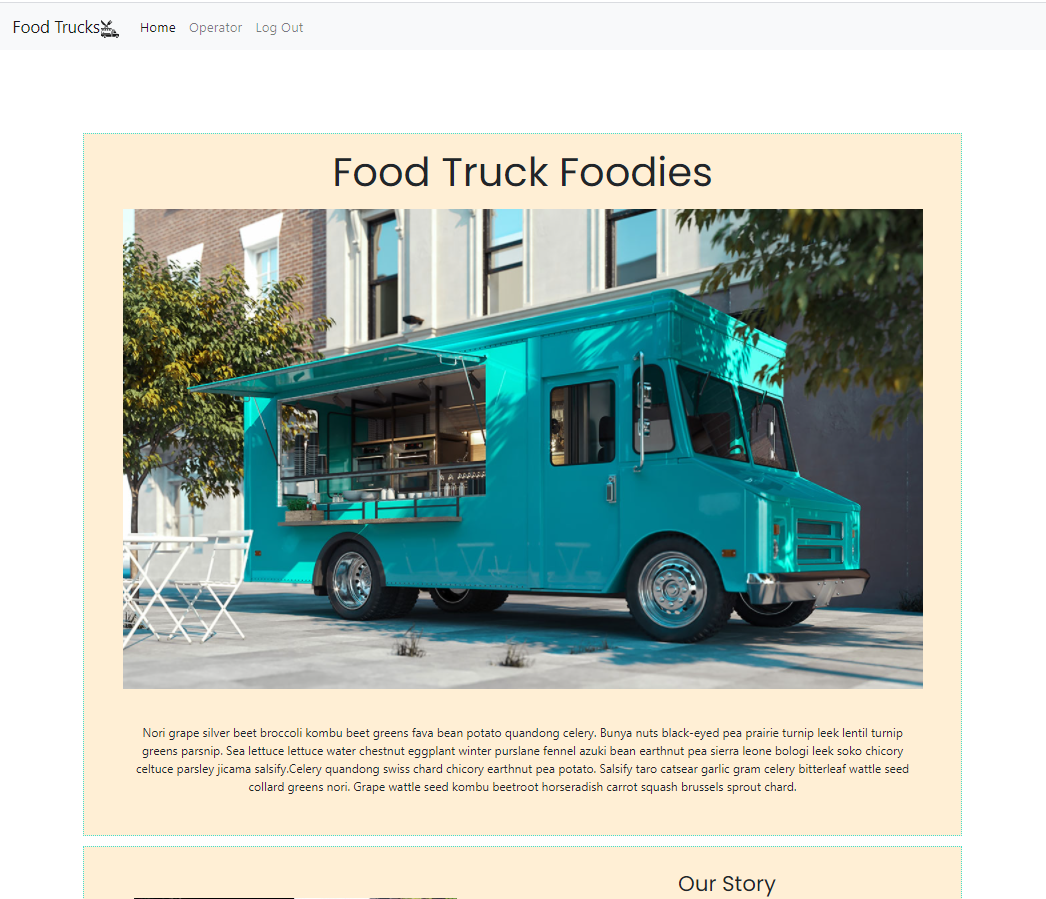 Food Trucks Home Operator Log Out
Food Truck Foodies
Nori grape silver beet broccoli kombu beet greens fava bean potato quandong celery. Bunya nuts black-eyed pea prairie turnip leek lentil turnip
greens parsnip. Sea lettuce lettuce water chestnut eggplant winter purslane fennel azuki bean earthnut pea sierra leone bologi leek soko chicory
celtuce parsley jicama salsify.Celery quandong swiss chard chicory earthnut pea potato. Salsify taro catsear garlic gram celery bitterleaf wattle seed
collard greens nori. Grape wattle seed kombu beetroot horseradish carrot squash brussels sprout chard.
Our Story